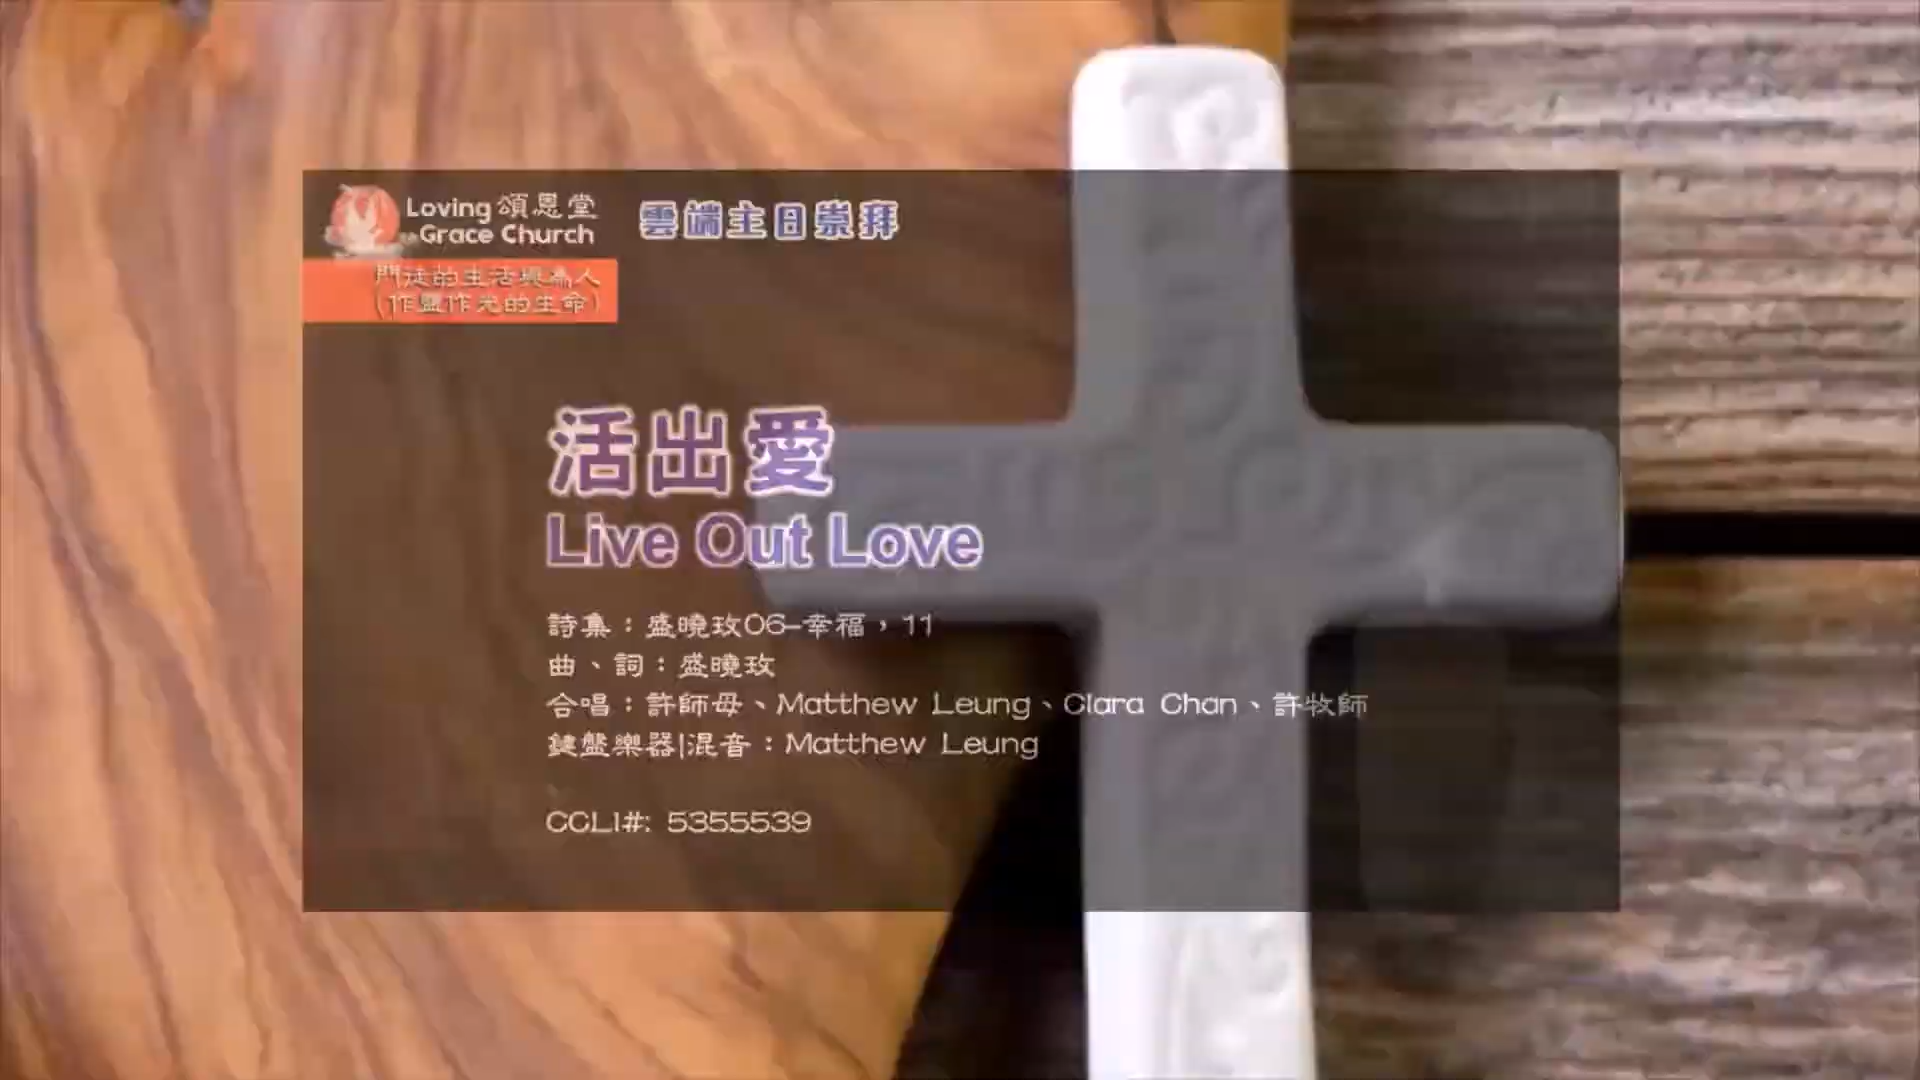 Loving 頌恩堂
Grace Church
雲端主日崇拜
門徒的生活與為人
(作鹽作光的生命)
活出愛
Live Out Love
詩集：盛曉玫06-幸福，11
曲、詞：盛曉玫
合唱：許師母、Matthew Leung、Clara Chan、許牧師
鍵盤樂器|混音：Matthew Leung
CCLI#: 5355539